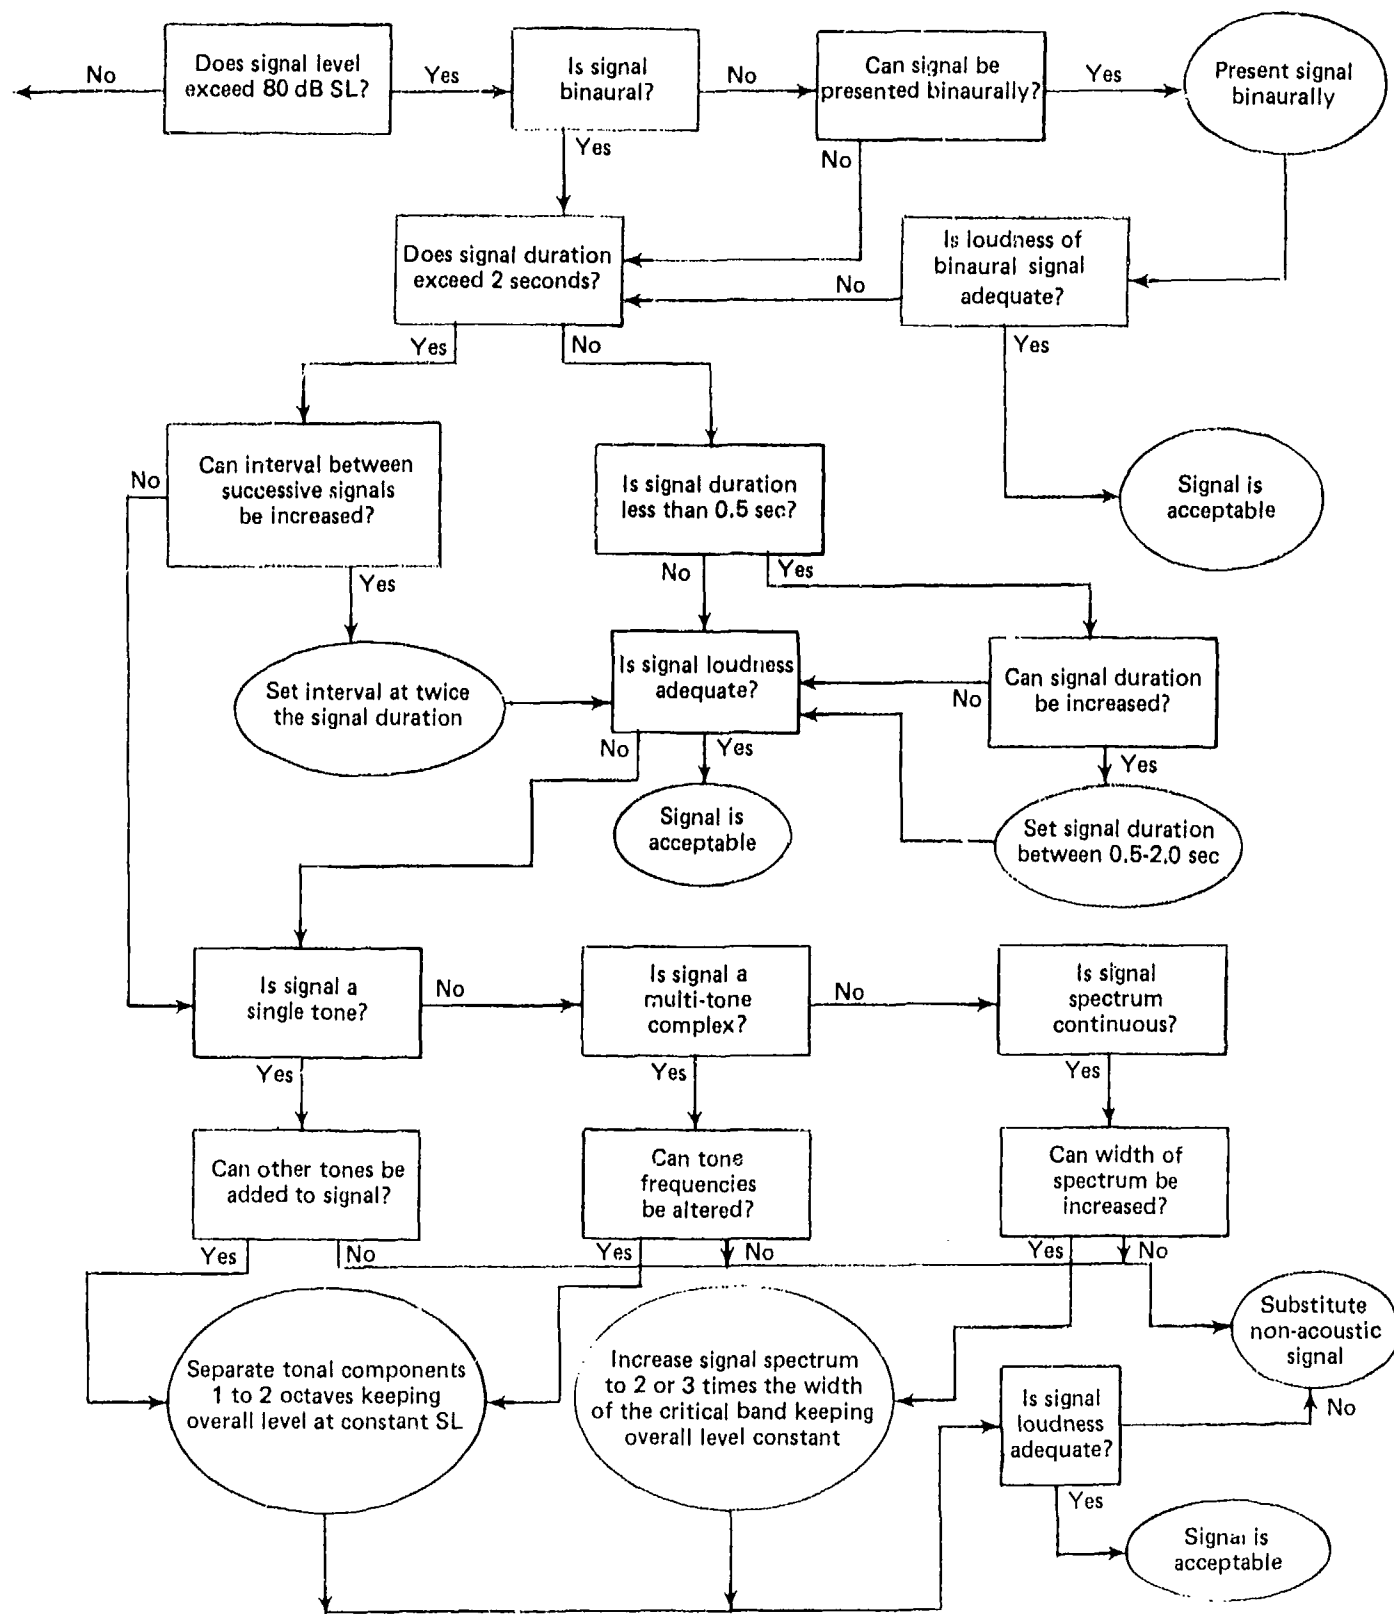 Does signal level
exceed 80 dB SL?
No
Yes
Is signal
binaural?
No
Yes
Can signal be
presented binaurally?
Yes
No
Present signal
binaurally
Does signal duration
exceed 2 seconds?
Is loudness of
binaural signal
adequate?
No
Yes
Yes
No
Can interval between
successive signals
be increased?
No
Yes
Is signal duration
less than 0.5 sec?
No
Yes
Signal is
acceptable
Set interval at twice
the signal duration
Is signal loudness
adequate?
No
Yes
Can signal duration
be increased?
No
Yes
Signal is
acceptable
Set signal duration
between 0.5-2.0 sec
Is signal a
single tone?
No
Yes
Is signal a
multi-tone
complex?
No
Yes
Is signal
spectrum
continuous?
Yes
Can other tones be
added to signal?
Yes
No
Can tone
frequencies
be altered?
Yes
No
Can width of
spectrum be
increased?
Yes
No
Separate tonal components
1 to 2 octaves keeping
overall level at constant SL
Increase signal spectrum
to 2 or 3 times the width
of the critical band keeping
overall level constant
Substitute
non-acoustic
signal
Is signal
loudness
adequate?
No
Yes
Signal is
acceptable